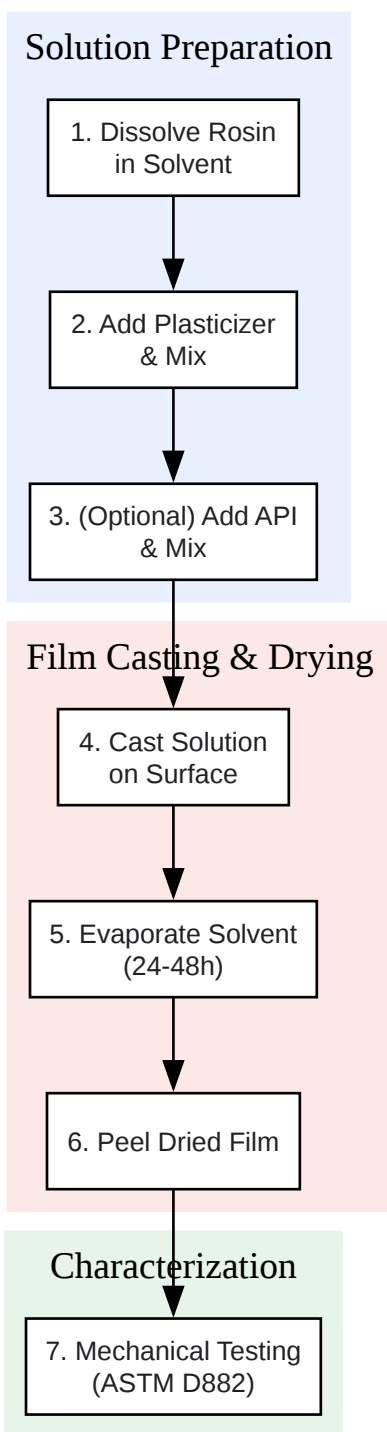 Solution Preparation
1. Dissolve Rosin
in Solvent
2. Add Plasticizer
& Mix
3. (Optional) Add API
& Mix
Film Casting & Drying
4. Cast Solution
on Surface
5. Evaporate Solvent
(24-48h)
6. Peel Dried Film
Characterization
7. Mechanical Testing
(ASTM D882)